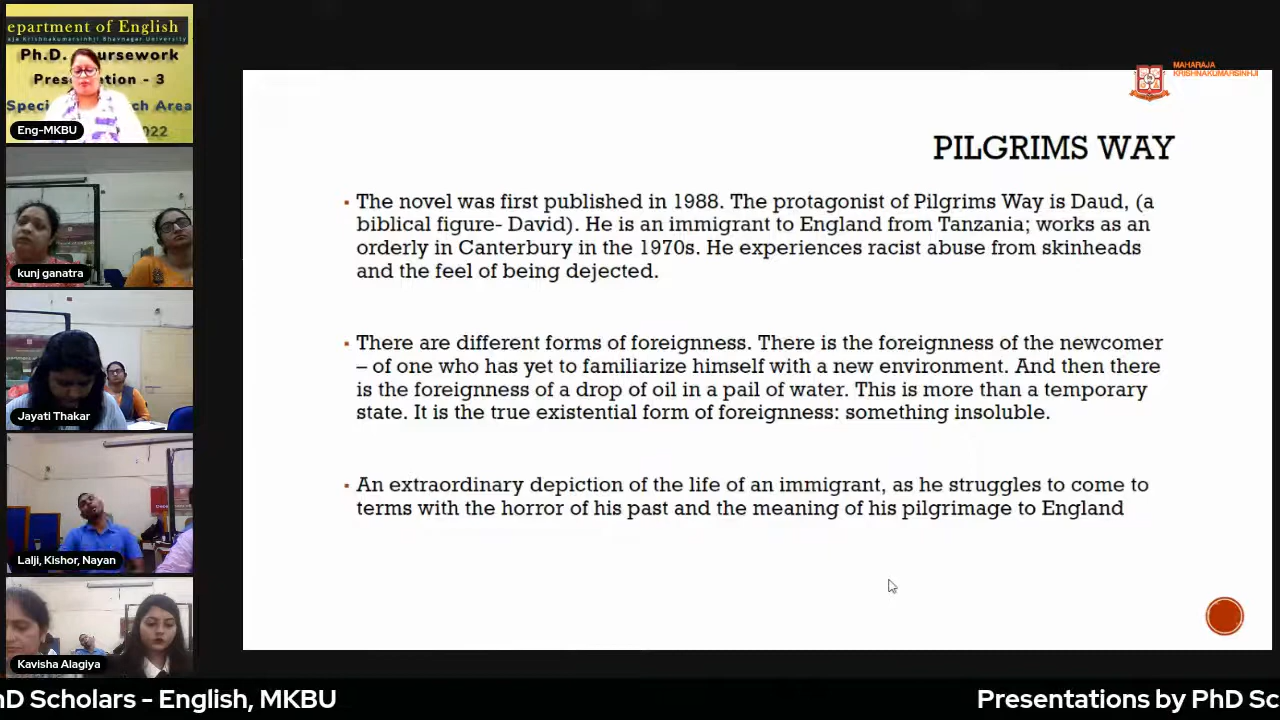 epartment of English
Krishnakumarsinhji Bhavnagar University
Ph.D.
Eng-MKBU
2022
kunj ganatra
Jayati Thakar
Lalji, Kishor, Nayan
Kavisha Alagiya
MAHARAJA
KRISHNAKUMARSINHJI
PILGRIMS WAY
▪ The novel was first published in 1988. The protagonist of Pilgrims Way is Daud, (a
biblical figure- David). He is an immigrant to England from Tanzania; works as an
orderly in Canterbury in the 1970s. He experiences racist abuse from skinheads
and the feel of being dejected.
▪ There are different forms of foreignness. There is the foreignness of the newcomer
– of one who has yet to familiarize himself with a new environment. And then there
is the foreignness of a drop of oil in a pail of water. This is more than a temporary
state. It is the true existential form of foreignness: something insoluble.
▪ An extraordinary depiction of the life of an immigrant, as he struggles to come to
terms with the horror of his past and the meaning of his pilgrimage to England
hD Scholars - English, MKBU
Presentations by PhD Sc